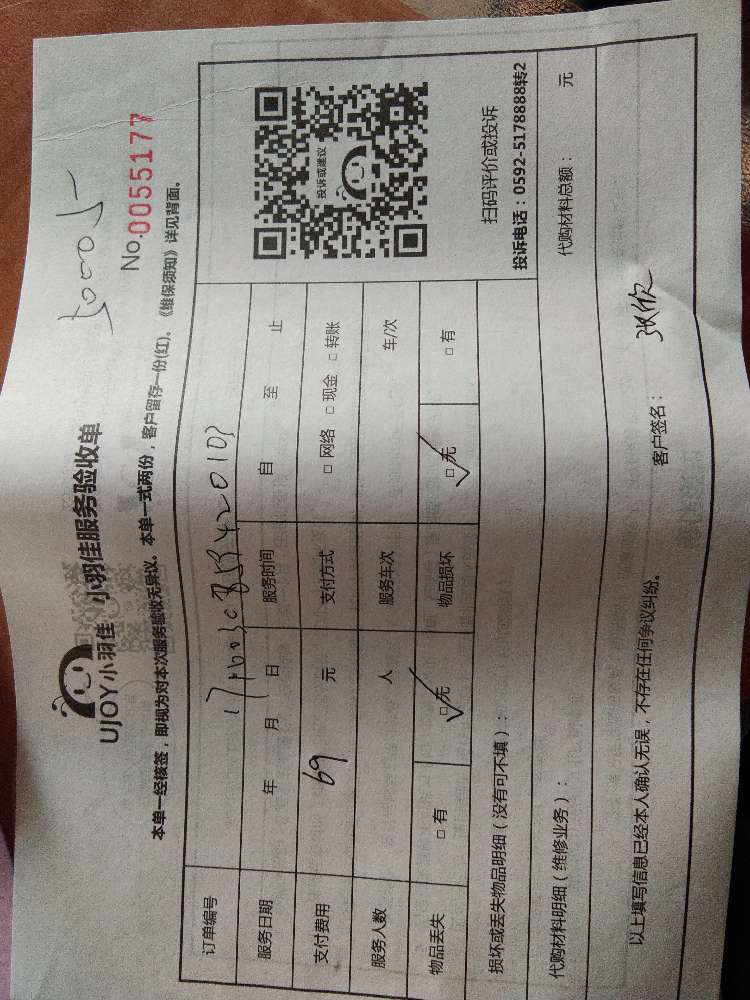 50005
UJOY小羽佳 小羽佳服务验收单
No.0055177
本单一经核签，即视为对本次服务验收无异议。本单一式两份，客户留存一份(红)。《维保须知》详见背面。
订单编号
服务日期 年 月 日 服务时间 自 至 止
支付费用 69 元 支付方式 □ 网络 □ 现金 □ 转账
服务人数 人 服务车次 车/次
物品丢失 □ 有 □ 无 物品损坏 □ 无 □ 有
投诉或建议
扫码评价或投诉
投诉电话：0592-5178888转2
损坏或丢失物品明细（没有可不填）：
代购材料明细（维修业务）： 代购材料总额： 元
以上填写信息已经本人确认无误，不存在任何争议纠纷。
客户签名： 张欣